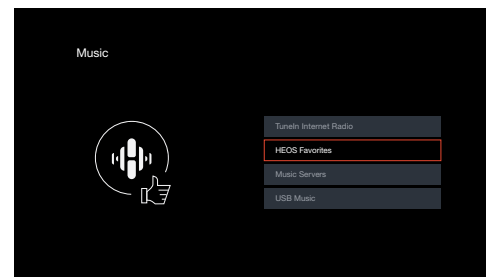 Music
TuneIn Internet Radio
HEOS Favorites
Music Servers
USB Music